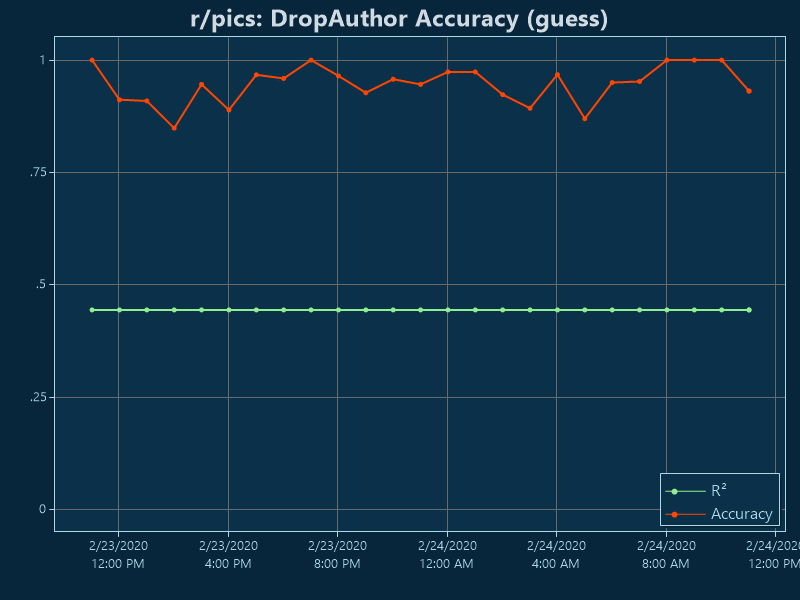 r/pics: DropAuthor Accuracy (guess)
1
.75
.5
.25
0
R²
Accuracy
2/23/2020 2/23/2020 2/23/2020 2/24/2020 2/24/2020 2/24/2020 2/24/2020
12:00 PM 4:00 PM 8:00 PM 12:00 AM 4:00 AM 8:00 AM 12:00 PM